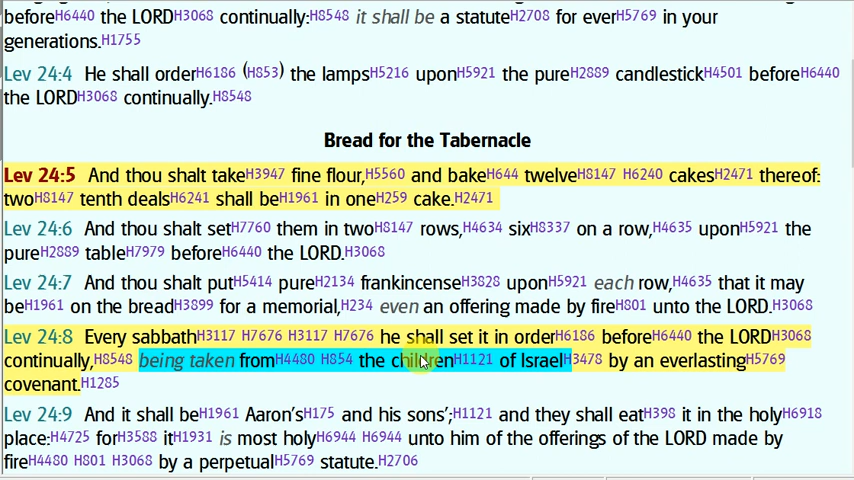 beforeH6440 the LORDH3068 continually:H8548 it shall be a statuteH2708 for everH5769 in your
generations.H1755
Lev 24:4 He shall orderH6186 (H853) the lampsH5216 uponH5921 the pureH2889 candlestickH4501 beforeH6440
the LORDH3068 continually.H8548
Bread for the Tabernacle
Lev 24:5 And thou shalt takeH3947 fine flour,H5560 and bakeH644 twelveH8147 H6240 cakesH2471 thereof:
twoH8147 tenth dealsH6241 shall beH1961 in oneH259 cake.H2471
Lev 24:6 And thou shalt setH7760 them in twoH8147 rows,H4634 sixH8337 on a row,H4635 uponH5921 the
pureH2889 tableH7979 beforeH6440 the LORD.H3068
Lev 24:7 And thou shalt putH5414 pureH2134 frankincenseH3828 uponH5921 each row,H4635 that it may
beH1961 on the breadH3899 for a memorial,H234 even an offering made by fireH801 unto the LORD.H3068
Lev 24:8 Every sabbathH3117 H7676 H3117 H7676 he shall set it in orderH6186 beforeH6440 the LORDH3068
continually,H8548 being taken fromH4480 H854 the childrenH1121 of IsraelH3478 by an everlastingH5769
covenant.H1285
Lev 24:9 And it shall beH1961 Aaron'sH175 and his sons';H1121 and they shall eatH398 it in the holyH6918
place:H4725 forH3588 itH1931 is most holyH6944 H6944 unto him of the offerings of the LORD made by
fireH4480 H801 H3068 by a perpetualH5769 statute.H2706